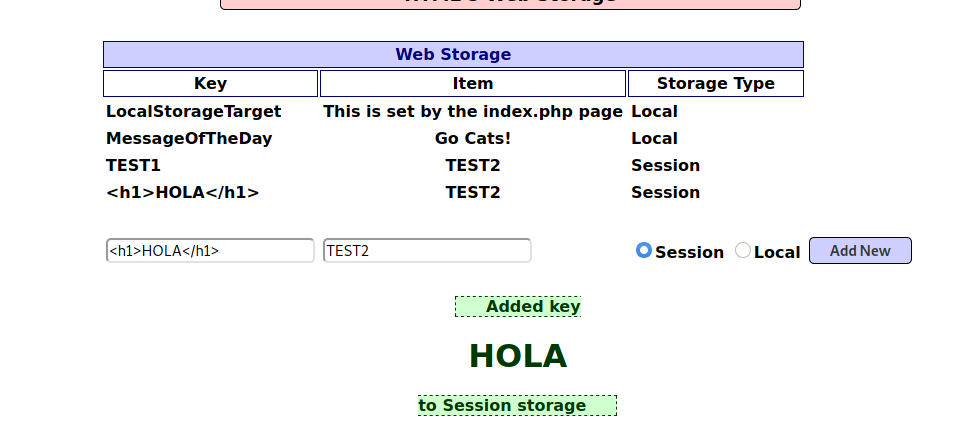 Web Storage
Key Item Storage Type
LocalStorageTarget This is set by the index.php page Local
MessageOfTheDay Go Cats! Local
TEST1 TEST2 Session
<h1>HOLA</h1> TEST2 Session
<h1>HOLA</h1> TEST2 Session Local Add New
Added key
HOLA
to Session storage